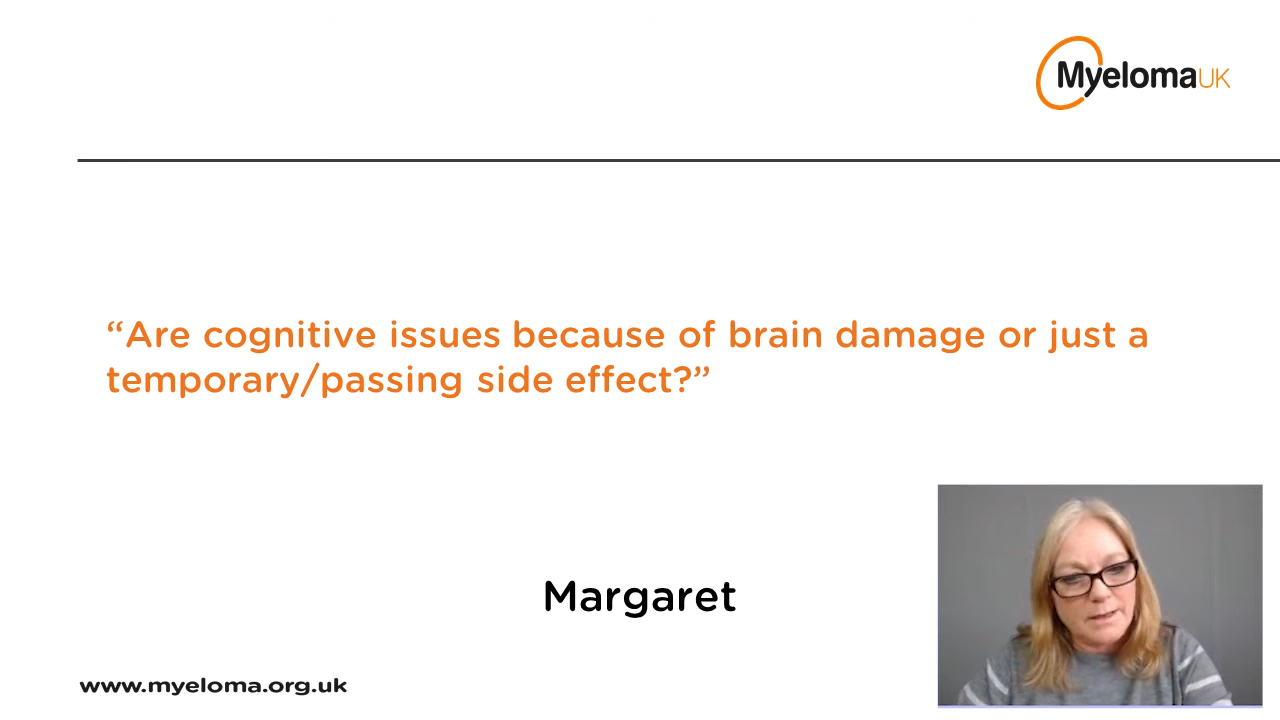 MyelomaUK
“Are cognitive issues because of brain damage or just a
temporary/passing side effect?”
Margaret
www.myeloma.org.uk